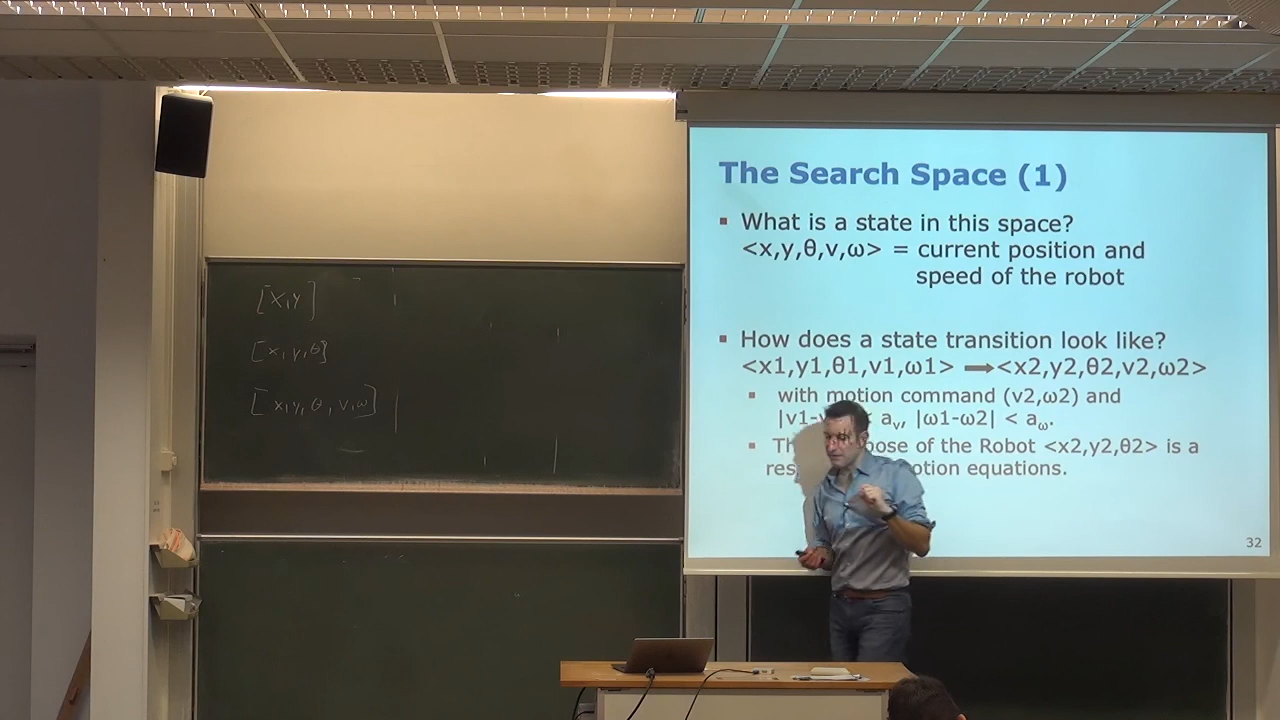 [x,y]
[x,y,θ]
[x,y,θ,v,ω]
The Search Space (1)
What is a state in this space?
<x,y,θ,v,ω> = current position and
speed of the robot
How does a state transition look like?
<x1,y1,θ1,v1,ω1> → <x2,y2,θ2,v2,ω2>
with motion command (v2,ω2) and
|v1- < aᵥ, |ω1-ω2| < aω.
pose of the Robot <x2,y2,θ2> is a
motion equations.
32